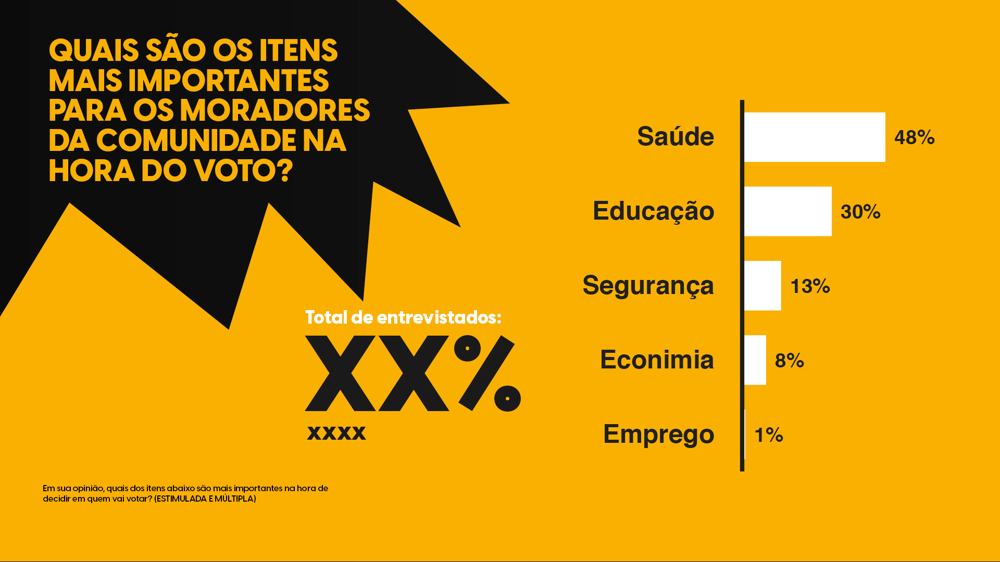 QUAIS SÃO OS ITENS
MAIS IMPORTANTES
PARA OS MORADORES
DA COMUNIDADE NA
HORA DO VOTO?
Total de entrevistados:
XX%
xxxx
Em sua opinião, quais dos itens abaixo são mais importantes na hora de
decidir em quem vai votar? (ESTIMULADA E MÚLTIPLA)
Saúde 48%
Educação 30%
Segurança 13%
Econimia 8%
Emprego 1%